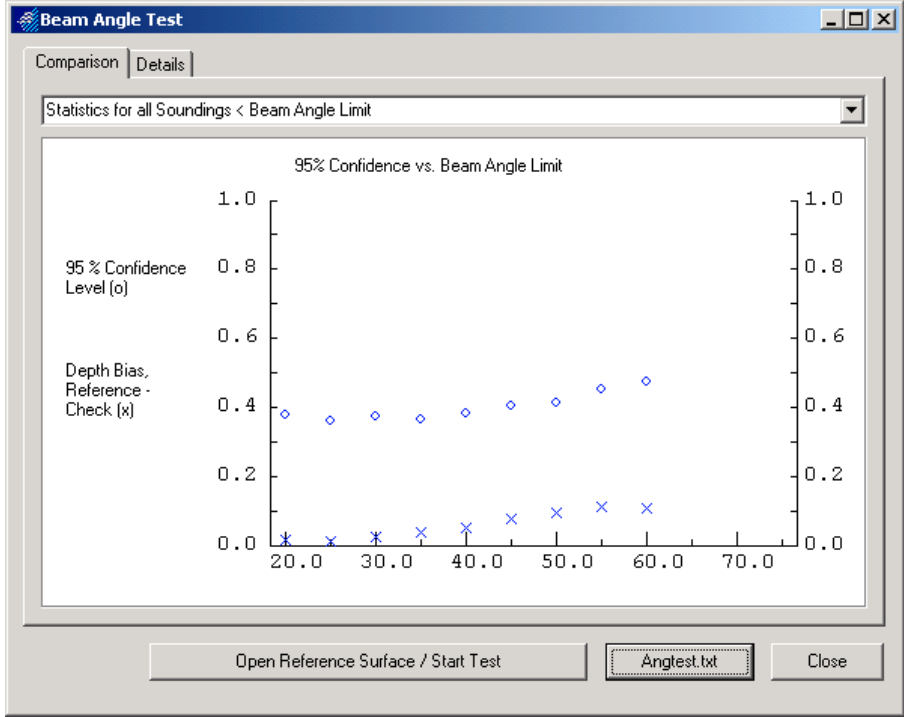 Beam Angle Test
Comparison
Details
Statistics for all Soundings < Beam Angle Limit
95% Confidence vs. Beam Angle Limit
1.0 1.0
95 % Confidence 0.8 0.8
Level (o)
0.6 0.6
Depth Bias,
Reference -
Check (x) 0.4 0.4
0.2 0.2
0.0 0.0
20.0 30.0 40.0 50.0 60.0 70.0
Open Reference Surface / Start Test
Angtest.txt
Close